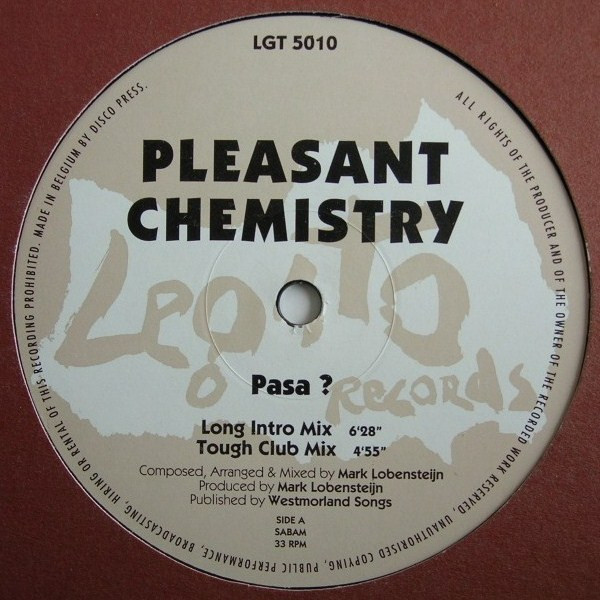 LGT 5010
PLEASANT
CHEMISTRY
Pasa ?
Records
Long Intro Mix 6'28"
Tough Club Mix 4'55"
Composed, Arranged & Mixed by Mark Lobensteijn
Produced by Mark Lobensteijn
Published by Westmorland Songs
SIDE A
SABAM
33 RPM
ALL RIGHTS OF THE PRODUCER AND OF THE OWNER OF THE RECORDED WORK RESERVED, UNAUTHORISED COPYING, PUBLIC PERFORMANCE, BROADCASTING, HIRING OR RENTAL OF THIS RECORDING PROHIBITED. MADE IN BELGIUM BY DISCO PRESS.